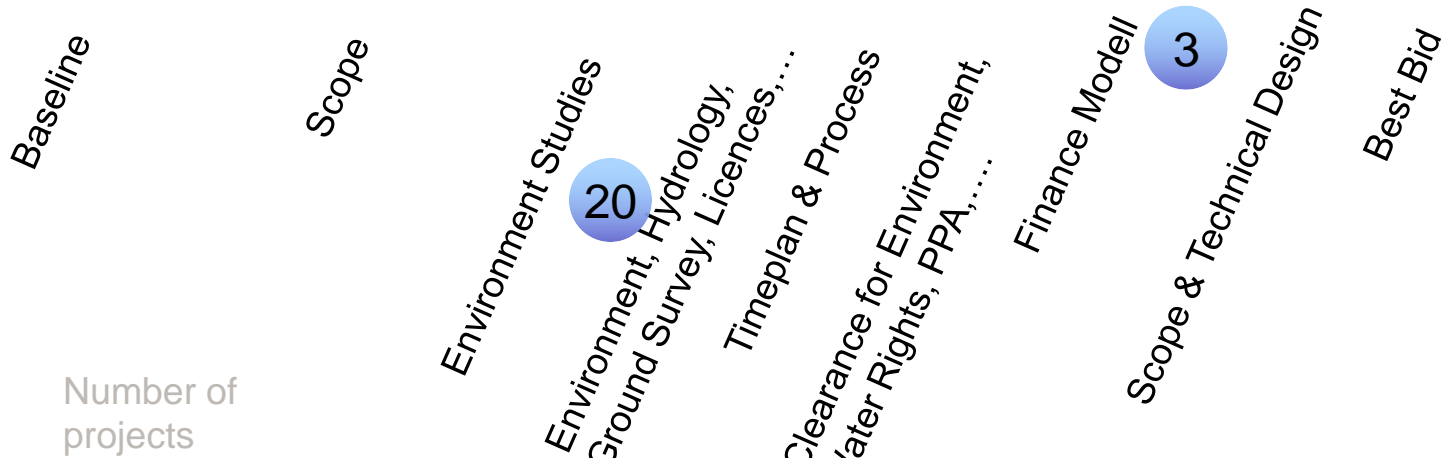 Baseline
Scope
Environment Studies
20
Environment, Hydrology,
Ground Survey, Licences,...
Timeplan & Process
Clearance for Environment,
Water Rights, PPA,....
Finance Modell
3
Scope & Technical Design
Best Bid
Number of
projects